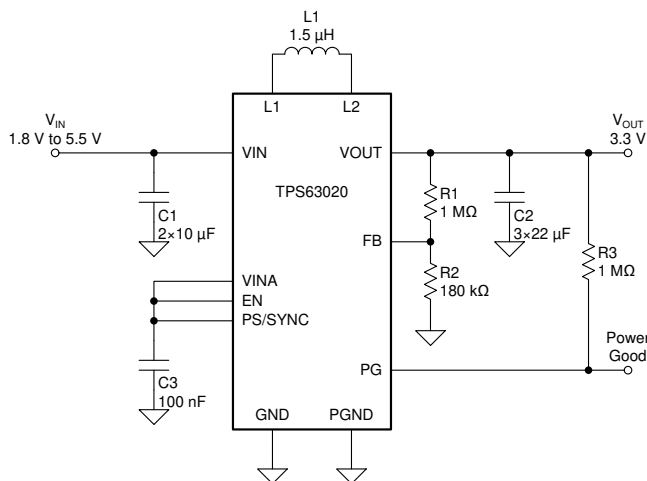 L1
1.5 µH
L1
L2
VIN
1.8 V to 5.5 V
VIN
VOUT
VOUT
3.3 V
TPS63020
C1
2×10 µF
R1
1 MΩ
C2
3×22 µF
FB
R3
1 MΩ
R2
180 kΩ
VINA
EN
PS/SYNC
Power
Good
PG
C3
100 nF
GND
PGND